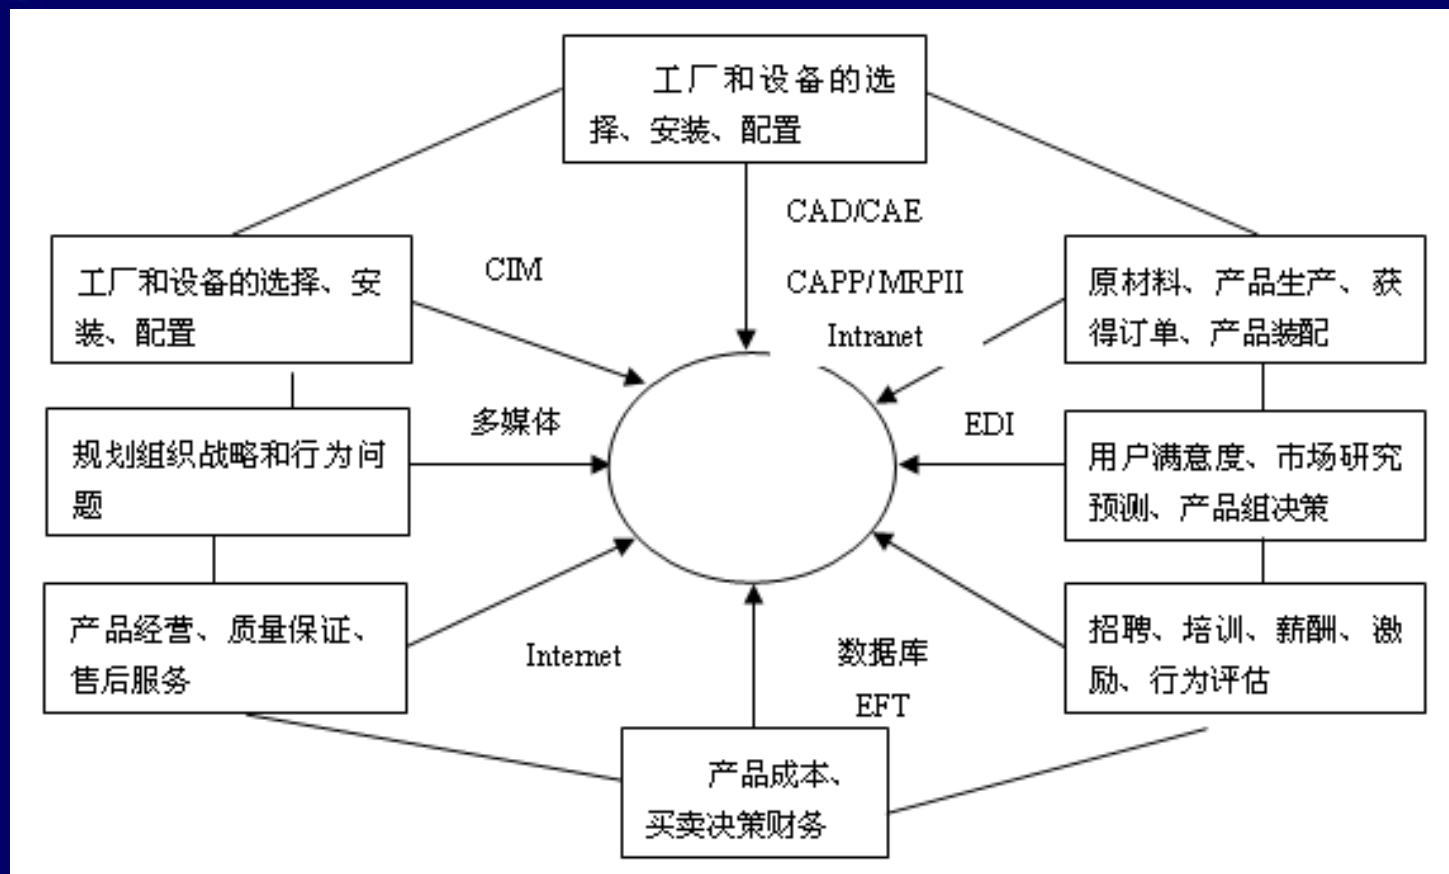 工厂和设备的选
择、安装、配置
CAD/CAE
CIM
CAPP/MRPII
Intranet
工厂和设备的选择、安
装、配置
原材料、产品生产、获
得订单、产品装配
多媒体
EDI
规划组织战略和行为问
题
用户满意度、市场研究
预测、产品组决策
产品经营、质量保证、
售后服务
Internet
数据库
EFT
招聘、培训、薪酬、激
励、行为评估
产品成本、
买卖决策财务